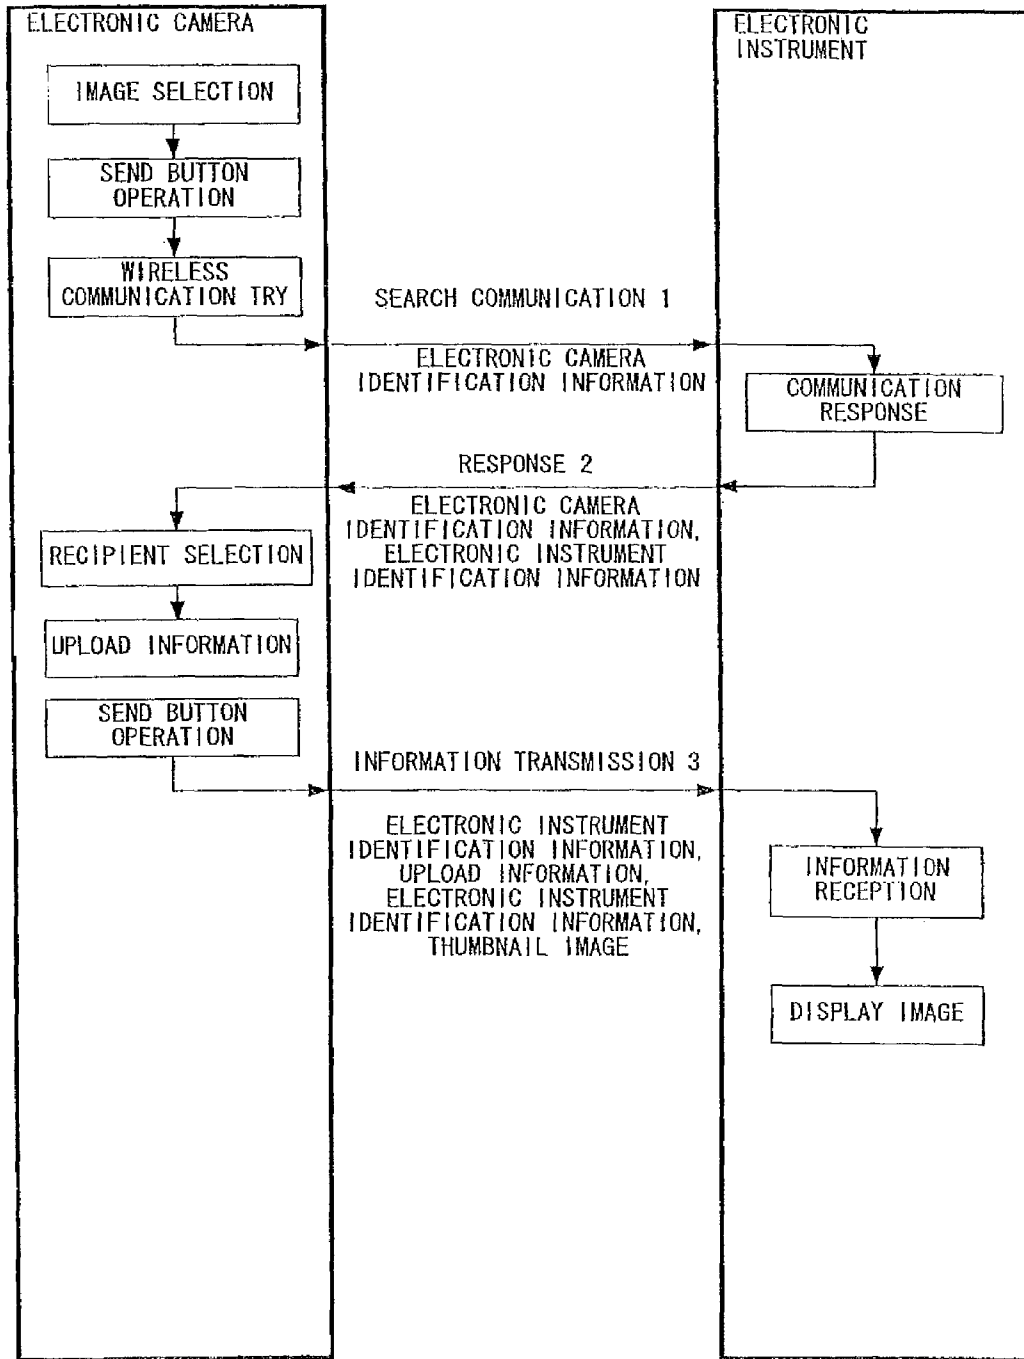 ELECTRONIC CAMERA
ELECTRONIC
INSTRUMENT
IMAGE SELECTION
SEND BUTTON
OPERATION
WIRELESS
COMMUNICATION TRY
SEARCH COMMUNICATION 1
ELECTRONIC CAMERA
IDENTIFICATION INFORMATION
COMMUNICATION
RESPONSE
RESPONSE 2
ELECTRONIC CAMERA
IDENTIFICATION INFORMATION,
ELECTRONIC INSTRUMENT
IDENTIFICATION INFORMATION
RECIPIENT SELECTION
UPLOAD INFORMATION
SEND BUTTON
OPERATION
INFORMATION TRANSMISSION 3
ELECTRONIC INSTRUMENT
IDENTIFICATION INFORMATION,
UPLOAD INFORMATION,
ELECTRONIC INSTRUMENT
IDENTIFICATION INFORMATION,
THUMBNAIL IMAGE
INFORMATION
RECEPTION
DISPLAY IMAGE